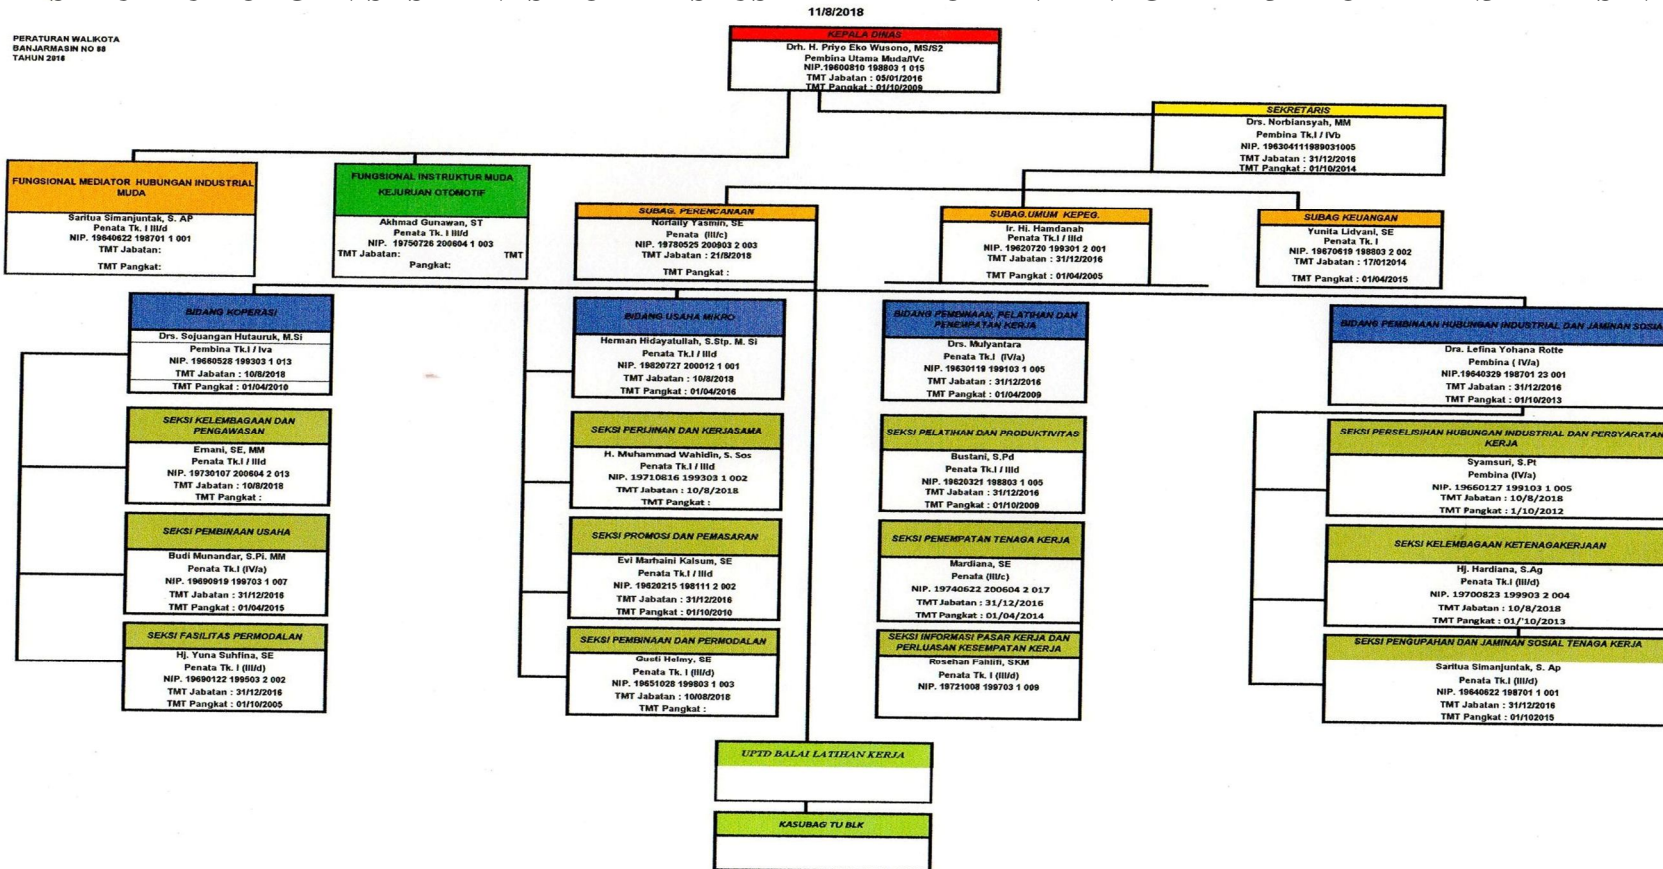 11/8/2018
PERATURAN WALIKOTA
BANJARMASIN NO 88
TAHUN 2016
KEPALA DINAS
Drh. H. Priyo Eko Wusono, MS/S2
Pembina Utama Muda/IVc
NIP.19600810 198803 1 015
TMT Jabatan : 05/01/2016
TMT Pangkat : 01/10/2009
SEKRETARIS
Drs. Norbiansyah, MM
Pembina Tk.I / IVb
NIP. 196304111989031005
TMT Jabatan : 31/12/2016
TMT Pangkat : 01/10/2014
FUNGSIONAL MEDIATOR HUBUNGAN INDUSTRIAL
MUDA
Saritua Simanjuntak, S. AP
Penata Tk. I III/d
NIP. 19640622 198701 1 001
TMT Jabatan:
TMT Pangkat:
FUNGSIONAL INSTRUKTUR MUDA
KEJURUAN OTOMOTIF
Akhmad Gunawan, ST
Penata Tk. I III/d
NIP. 19750726 200604 1 003
TMT Jabatan: TMT
Pangkat:
SUBAG. PERENCANAAN
Norlaily Yasmin, SE
Penata (III/c)
NIP. 19780525 200903 2 003
TMT Jabatan : 21/8/2018
TMT Pangkat :
SUBAG.UMUM KEPEG.
Ir. Hi. Hamdanah
Penata Tk.I / IIId
NIP. 19620720 199301 2 001
TMT Jabatan : 31/12/2016
TMT Pangkat : 01/04/2005
SUBAG KEUANGAN
Yunita Lidyani, SE
Penata Tk. I
NIP. 19670619 198803 2 002
TMT Jabatan : 17/012014
TMT Pangkat : 01/04/2015
BIDANG KOPERASI
Drs. Sojuangan Hutauruk, M.Si
Pembina Tk.I / Iva
NIP. 19660528 199303 1 013
TMT Jabatan : 10/8/2018
TMT Pangkat : 01/04/2010
SEKSI KELEMBAGAAN DAN
PENGAWASAN
Ernani, SE, MM
Penata Tk.I / IIId
NIP. 19730107 200604 2 013
TMT Jabatan : 10/8/2018
TMT Pangkat :
SEKSI PEMBINAAN USAHA
Budi Munandar, S.Pi. MM
Penata Tk.I (IV/a)
NIP. 19690919 199703 1 007
TMT Jabatan : 31/12/2016
TMT Pangkat : 01/04/2015
SEKSI FASILITAS PERMODALAN
Hj. Yuna Suhfina, SE
Penata Tk. I (III/d)
NIP. 19690122 199503 2 002
TMT Jabatan : 31/12/2016
TMT Pangkat : 01/10/2005
BIDANG USAHA MIKRO
Herman Hidayatullah, S.Stp. M. Si
Penata Tk.I / IIId
NIP. 19820727 200012 1 001
TMT Jabatan : 10/8/2018
TMT Pangkat : 01/04/2016
SEKSI PERIJINAN DAN KERJASAMA
H. Muhammad Wahidin, S. Sos
Penata Tk.I / IIId
NIP. 19710816 199303 1 002
TMT Jabatan : 10/8/2018
TMT Pangkat :
SEKSI PROMOSI DAN PEMASARAN
Evi Marhaini Kalsum, SE
Penata Tk.I / IIId
NIP. 19620215 198111 2 002
TMT Jabatan : 31/12/2016
TMT Pangkat : 01/10/2010
SEKSI PEMBINAAN DAN PERMODALAN
Gusti Helmy, SE
Penata Tk. I (III/d)
NIP. 19651028 199803 1 003
TMT Jabatan : 10/08/2018
TMT Pangkat :
BIDANG PEMBINAAN, PELATIHAN DAN
PENEMPATAN KERJA
Drs. Mulyantara
Penata Tk.I (IV/a)
NIP. 19630119 199103 1 005
TMT Jabatan : 31/12/2016
TMT Pangkat : 01/04/2009
SEKSI PELATIHAN DAN PRODUKTIVITAS
Bustani, S.Pd
Penata Tk.I / IIId
NIP. 19620321 198803 1 005
TMT Jabatan : 31/12/2016
TMT Pangkat : 01/10/2009
SEKSI PENEMPATAN TENAGA KERJA
Mardiana, SE
Penata (III/c)
NIP. 19740622 200604 2 017
TMT Jabatan : 31/12/2016
TMT Pangkat : 01/04/2014
SEKSI INFORMASI PASAR KERJA DAN
PERLUASAN KESEMPATAN KERJA
Rosehan Fahlifi, SKM
Penata Tk. I (III/d)
NIP. 19721008 199703 1 009
BIDANG PEMBINAAN HUBUNGAN INDUSTRIAL DAN JAMINAN SOSIA
Dra. Lefina Yohana Rotte
Pembina ( IV/a)
NIP.19640329 198701 23 001
TMT Jabatan : 31/12/2016
TMT Pangkat : 01/10/2013
SEKSI PERSELISIHAN HUBUNGAN INDUSTRIAL DAN PERSYARATAN
KERJA
Syamsuri, S.Pt
Pembina (IV/a)
NIP. 19660127 199103 1 005
TMT Jabatan : 10/8/2018
TMT Pangkat : 1/10/2012
SEKSI KELEMBAGAAN KETENAGAKERJAAN
Hj. Hardiana, S.Ag
Penata Tk.I (III/d)
NIP. 19700823 199903 2 004
TMT Jabatan : 10/8/2018
TMT Pangkat : 01/'10/2013
SEKSI PENGUPAHAN DAN JAMINAN SOSIAL TENAGA KERJA
Saritua Simanjuntak, S. Ap
Penata Tk.I (III/d)
NIP. 19640622 198701 1 001
TMT Jabatan : 31/12/2016
TMT Pangkat : 01/102015
UPTD BALAI LATIHAN KERJA
KASUBAG TU BLK